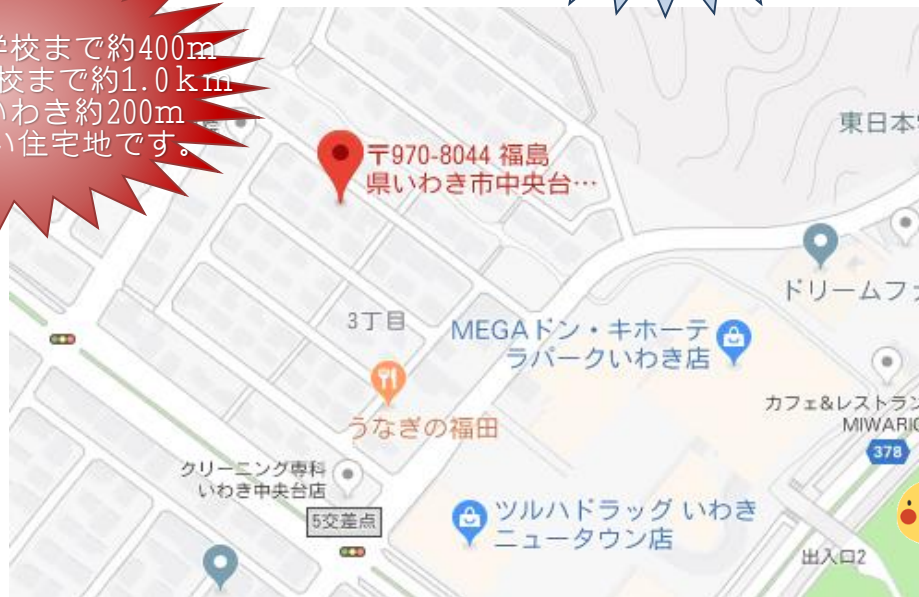 学校まで約400m
校まで約1.0km
いわき約200m
い住宅地です。
〒970-8044 福島
県いわき市中央台…
東日本
ドリームフ
3丁目
MEGAドン・キホーテ
ラパークいわき店
うなぎの福田
カフェ&レストラン
MIWARI
378
クリーニング専科
いわき中央台店
5交差点
ツルハドラッグ いわき
ニュータウン店
出入口2